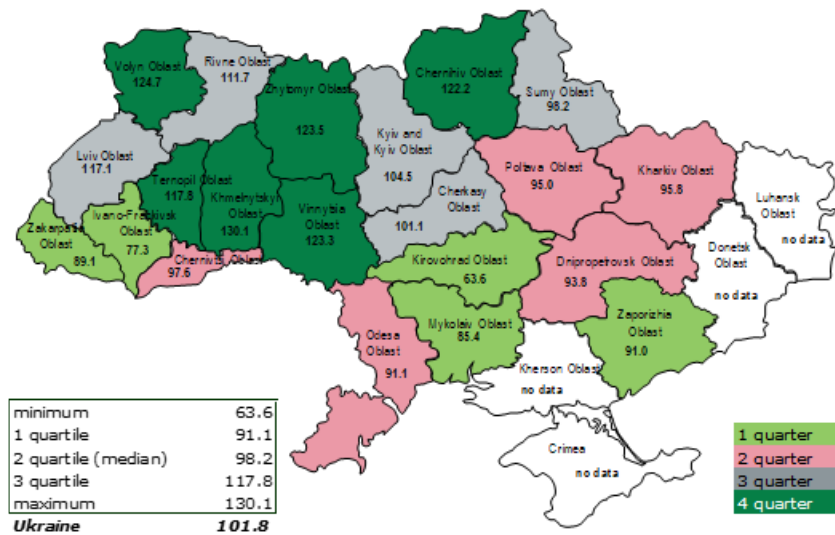 Volyn Oblast
124.7
Rivne Oblast
111.7
Zhytomyr Oblast
123.5
Chernihiv Oblast
122.2
Sumy Oblast
98.2
Kyiv and
Kyiv Oblast
104.5
Lviv Oblast
117.1
Ternopil Oblast
117.8
Khmelnytskyi
Oblast
130.1
Vinnytsia
Oblast
123.3
Cherkasy
Oblast
101.1
Poltava Oblast
95.0
Kharkiv Oblast
95.8
Luhansk
Oblast
no data
Donetsk
Oblast
no data
Zakarpattia
Oblast
89.1
Ivano-Frankivsk
Oblast
77.3
Chernivtsi Oblast
97.6
Kirovohrad Oblast
63.6
Dnipropetrovsk Oblast
93.8
Odesa
Oblast
91.1
Mykolaiv Oblast
85.4
Zaporizhia
Oblast
91.0
Kherson Oblast
no data
Crimea
no data
minimum 63.6
1 quartile 91.1
2 quartile (median) 98.2
3 quartile 117.8
maximum 130.1
Ukraine 101.8
1 quarter
2 quarter
3 quarter
4 quarter